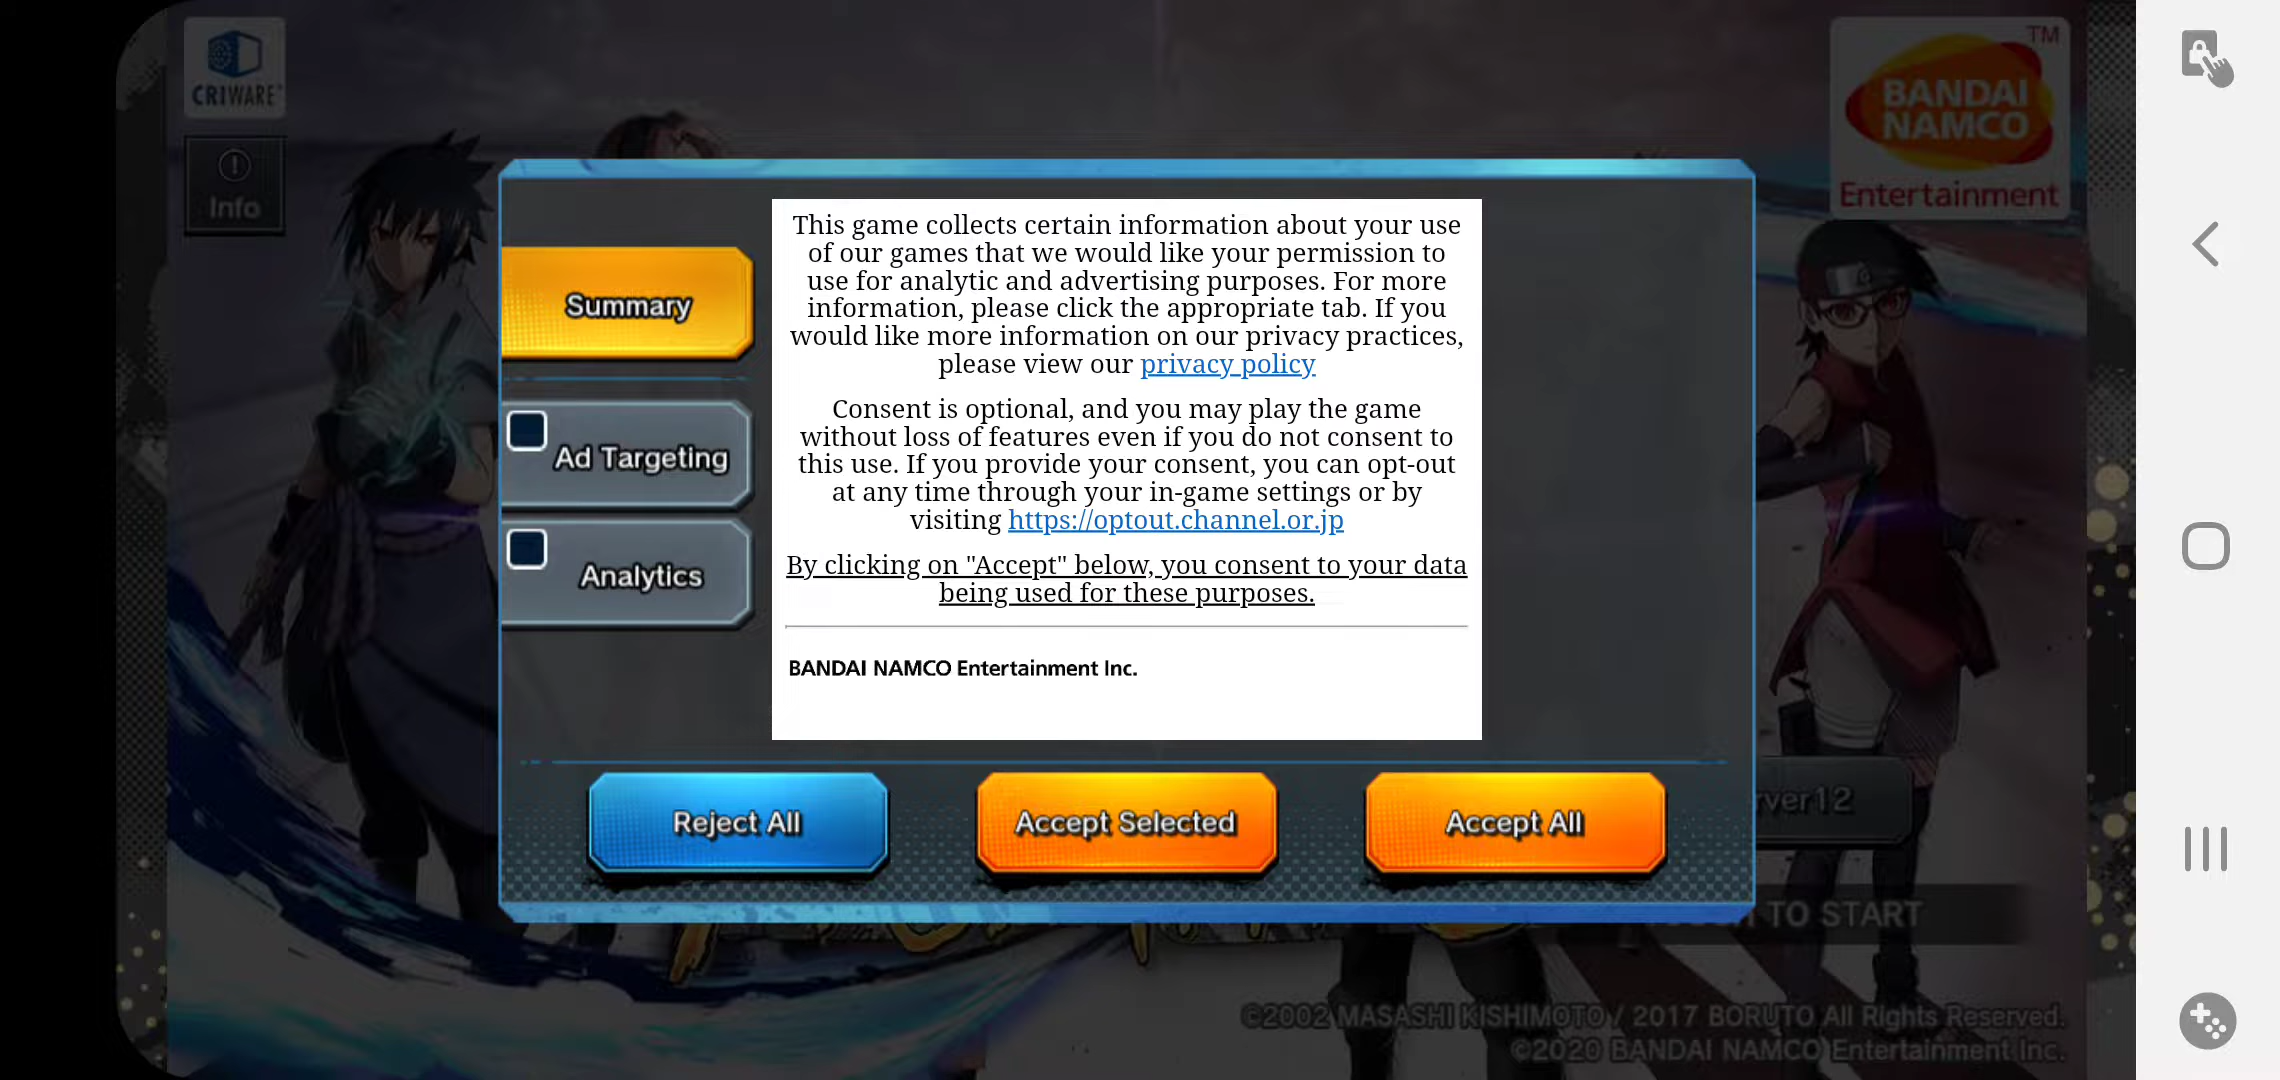 CRIWARE
Info
TM
BANDAI
NAMCO
Entertainment
Summary
Ad Targeting
Analytics
This game collects certain information about your use
of our games that we would like your permission to
use for analytic and advertising purposes. For more
information, please click the appropriate tab. If you
would like more information on our privacy practices,
please view our privacy policy
Consent is optional, and you may play the game
without loss of features even if you do not consent to
this use. If you provide your consent, you can opt-out
at any time through your in-game settings or by
visiting https://optout.channel.or.jp
By clicking on "Accept" below, you consent to your data
being used for these purposes.
BANDAI NAMCO Entertainment Inc.
Reject All
Accept Selected
Accept All
rver12
TO START
©2002 MASASHI KISHIMOTO / 2017 BORUTO All Rights Reserved.
©2020 BANDAI NAMCO Entertainment Inc.